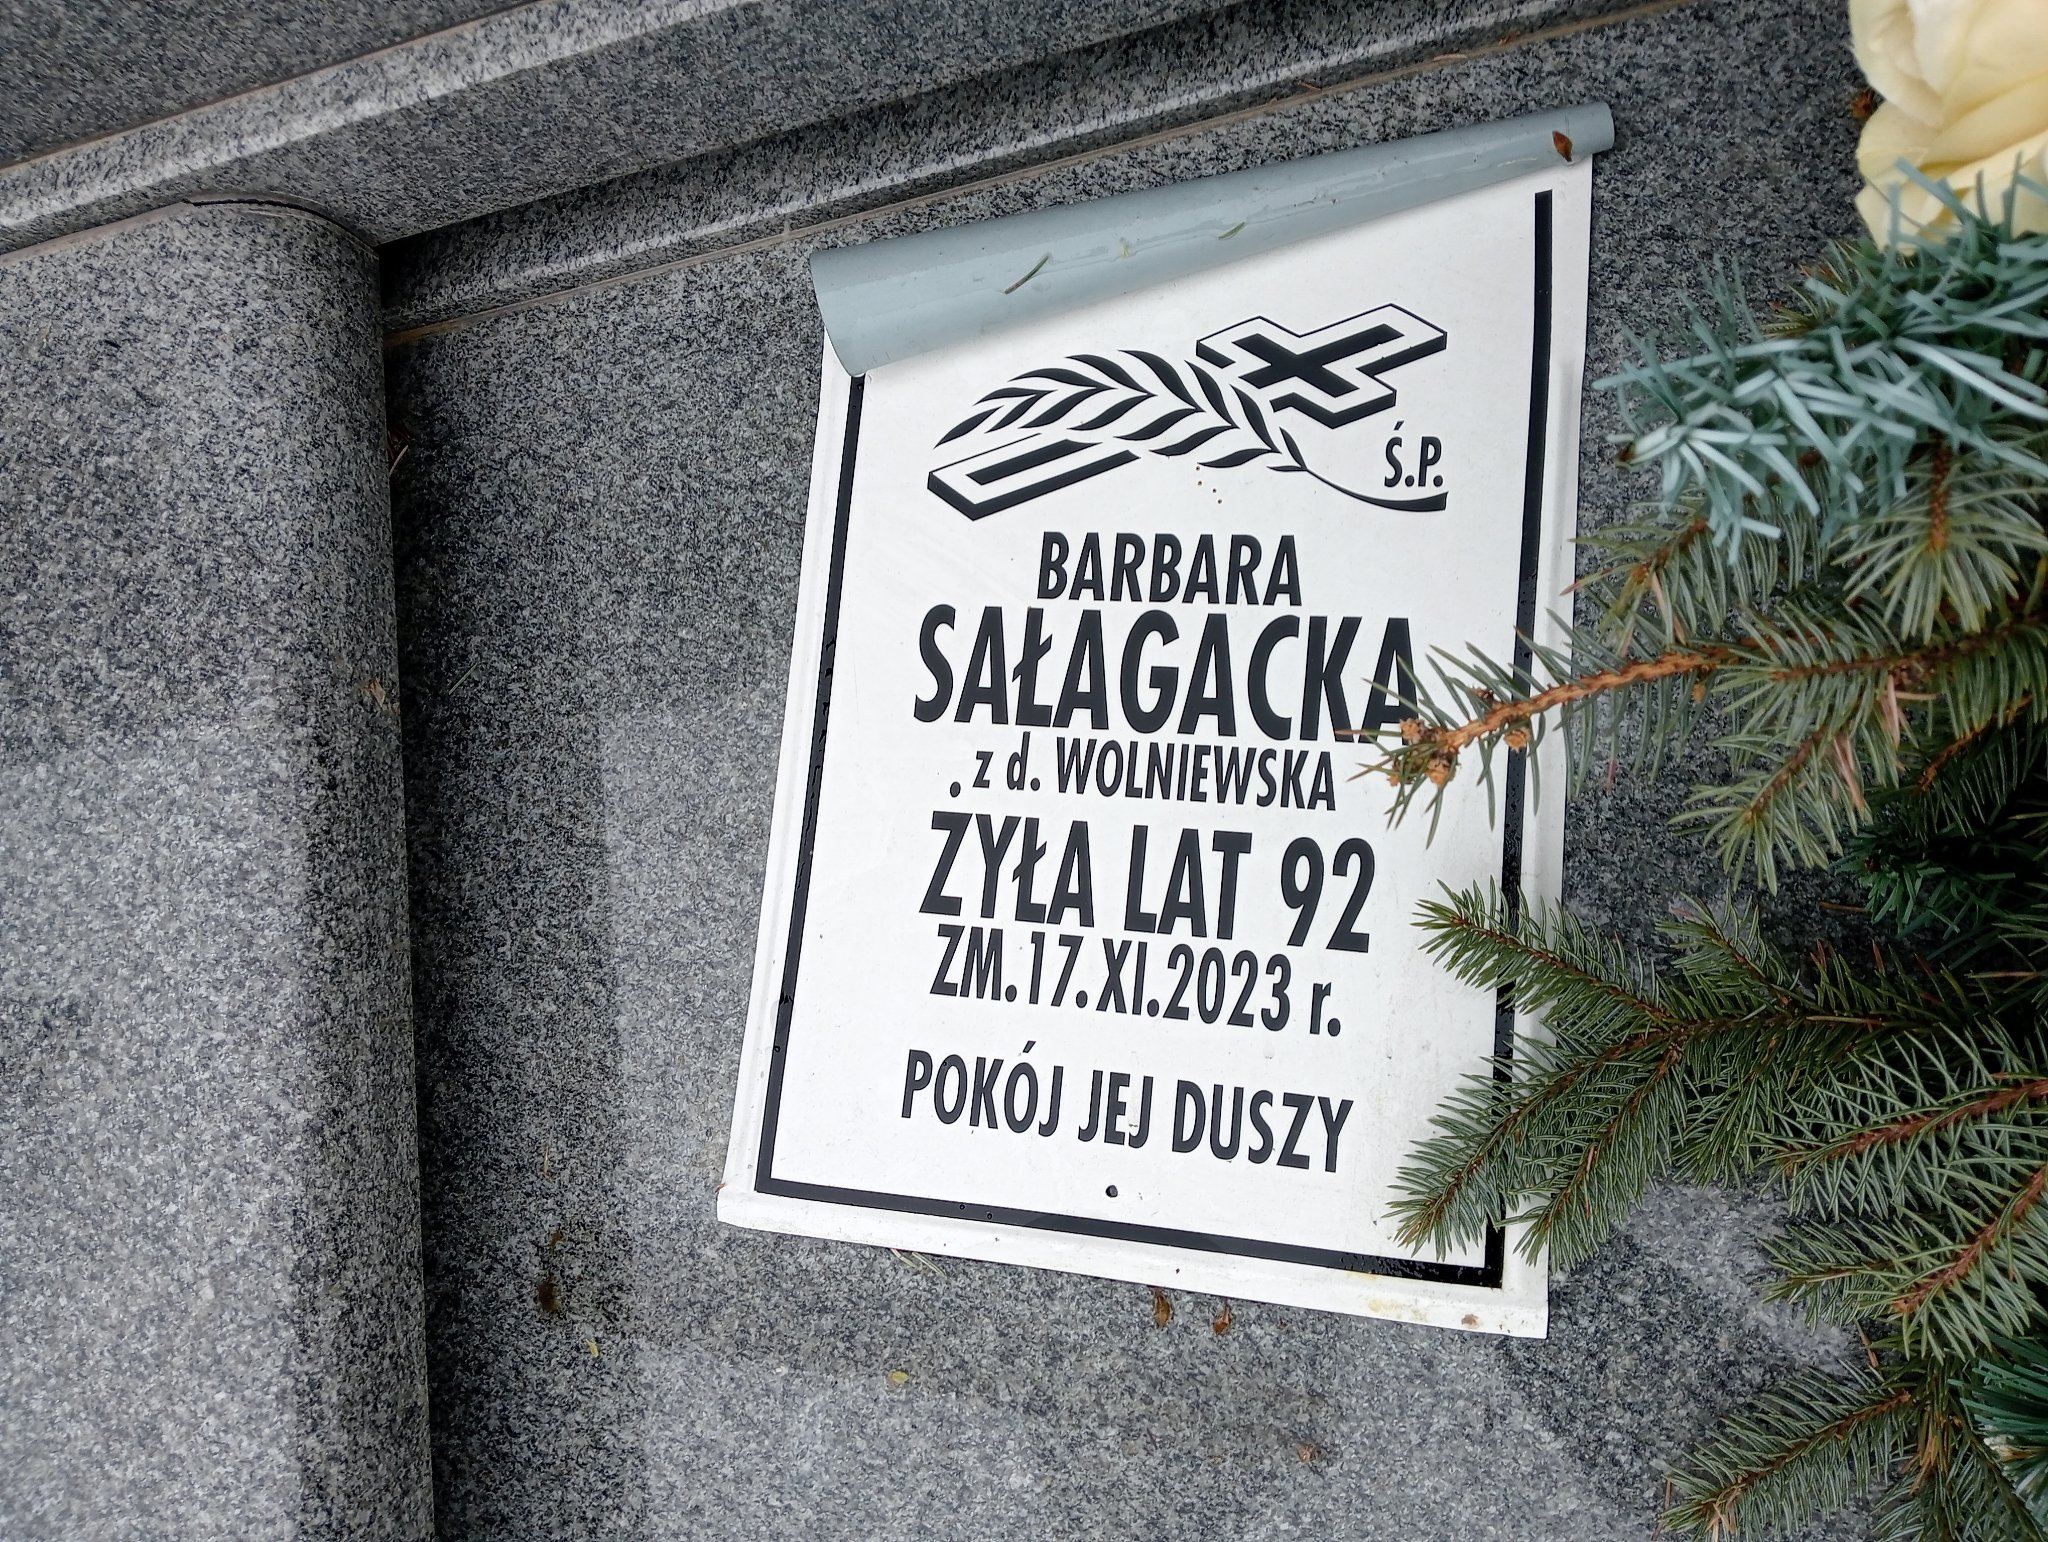 Ś.P.
BARBARA
SAŁAGACKA
z d. WOLNIEWSKA
ŻYŁA LAT 92
ZM.17.XI.2023 r.
POKÓJ JEJ DUSZY